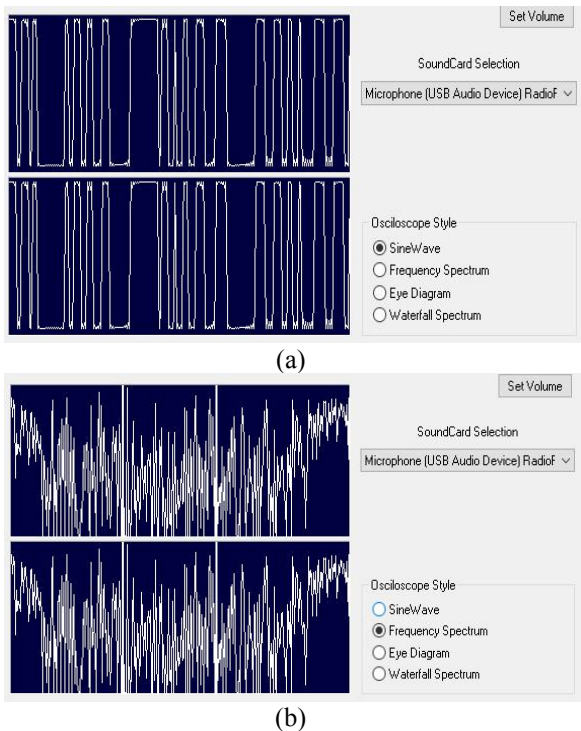 Set Volume
SoundCard Selection
Microphone (USB Audio Device) RadioF
Osciloscope Style
SineWave
Frequency Spectrum
Eye Diagram
Waterfall Spectrum
(a)
Set Volume
SoundCard Selection
Microphone (USB Audio Device) RadioF
Osciloscope Style
SineWave
Frequency Spectrum
Eye Diagram
Waterfall Spectrum
(b)